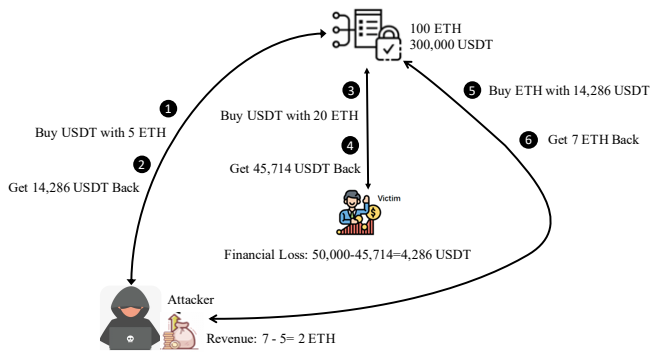 100 ETH
300,000 USDT
1
Buy USDT with 5 ETH
2
Get 14,286 USDT Back
3
Buy USDT with 20 ETH
4
Get 45,714 USDT Back
5
Buy ETH with 14,286 USDT
6
Get 7 ETH Back
Victim
$
Financial Loss: 50,000-45,714=4,286 USDT
Attacker
Revenue: 7 - 5= 2 ETH